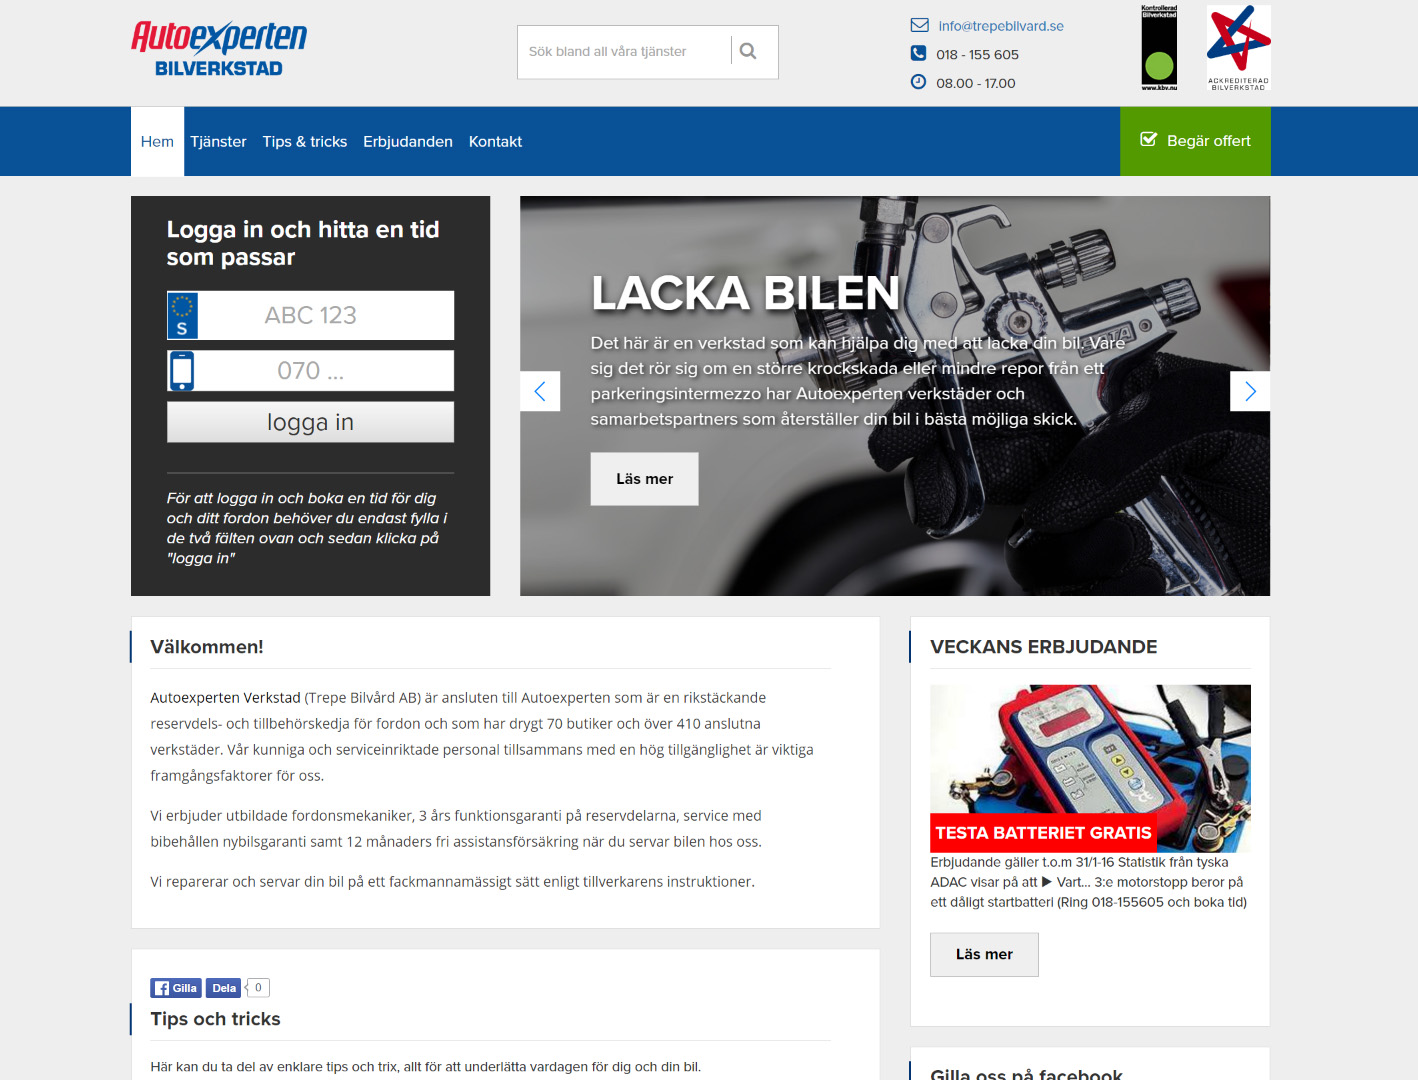 Autoexperten
BILVERKSTAD
Sök bland all våra tjänster
info@trepebilvard.se
018 - 155 605
08.00 - 17.00
Kontrollerad
Bilverkstad
www.kbv.nu
ACKREDITERAD
BILVERKSTAD
Hem
Tjänster
Tips & tricks
Erbjudanden
Kontakt
Begär offert
Logga in och hitta en tid
som passar
S
ABC 123
070 ...
logga in
För att logga in och boka en tid för dig
och ditt fordon behöver du endast fylla i
de två fälten ovan och sedan klicka på
"logga in"
LACKA BILEN
Det här är en verkstad som kan hjälpa dig med att lacka din bil. Vare
sig det rör sig om en större krockskada eller mindre repor från ett
parkeringsintermezzo har Autoexperten verkstäder och
samarbetspartners som återställer din bil i bästa möjliga skick.
Läs mer
Välkommen!
Autoexperten Verkstad (Trepe Bilvård AB) är ansluten till Autoexperten som är en rikstäckande
reservdels- och tillbehörskedja för fordon och som har drygt 70 butiker och över 410 anslutna
verkstäder. Vår kunniga och serviceinriktade personal tillsammans med en hög tillgänglighet är viktiga
framgångsfaktorer för oss.
Vi erbjuder utbildade fordonsmekaniker, 3 års funktionsgaranti på reservdelarna, service med
bibehållen nybilsgaranti samt 12 månaders fri assistansförsäkring när du servar bilen hos oss.
Vi reparerar och servar din bil på ett fackmannamässigt sätt enligt tillverkarens instruktioner.
VECKANS ERBJUDANDE
TESTA BATTERIET GRATIS
Erbjudande gäller t.o.m 31/1-16 Statistik från tyska
ADAC visar på att ► Vart... 3:e motorstopp beror på
ett dåligt startbatteri (Ring 018-155605 och boka tid)
Läs mer
Gilla
Dela
0
Tips och tricks
Här kan du ta del av enklare tips och trix, allt för att underlätta vardagen för dig och din bil.
Gilla oss på facebook